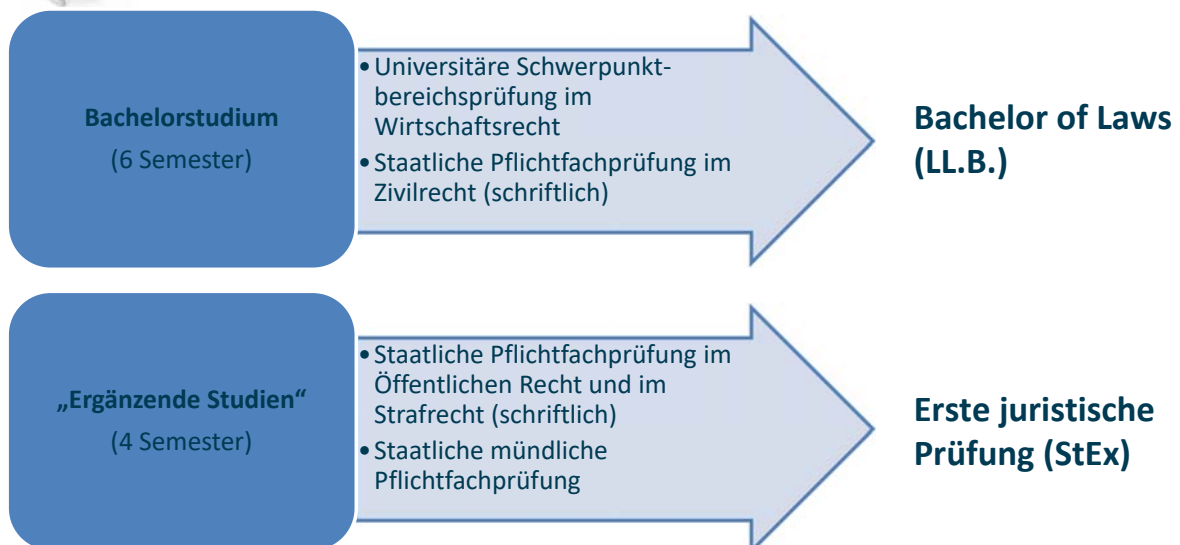 Bachelorstudium
(6 Semester)
•Universitäre Schwerpunkt-
bereichsprüfung im
Wirtschaftsrecht
•Staatliche Pflichtfachprüfung im
Zivilrecht (schriftlich)
Bachelor of Laws
(LL.B.)
„Ergänzende Studien“
(4 Semester)
•Staatliche Pflichtfachprüfung im
Öffentlichen Recht und im
Strafrecht (schriftlich)
•Staatliche mündliche
Pflichtfachprüfung
Erste juristische
Prüfung (StEx)